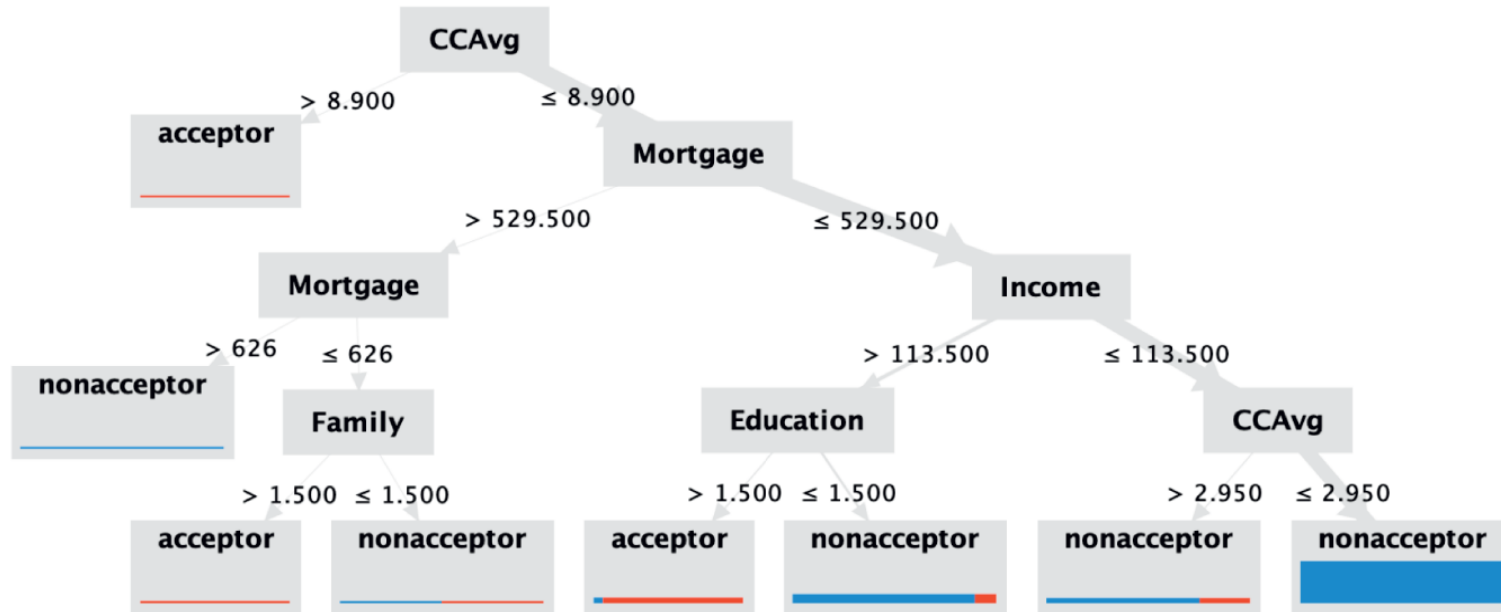 CCAvg
> 8.900
≤ 8.900
acceptor
Mortgage
> 529.500
≤ 529.500
Mortgage
Income
> 626
≤ 626
> 113.500
≤ 113.500
nonacceptor
Family
Education
CCAvg
> 1.500
≤ 1.500
> 1.500
≤ 1.500
> 2.950
≤ 2.950
acceptor
nonacceptor
acceptor
nonacceptor
nonacceptor
nonacceptor